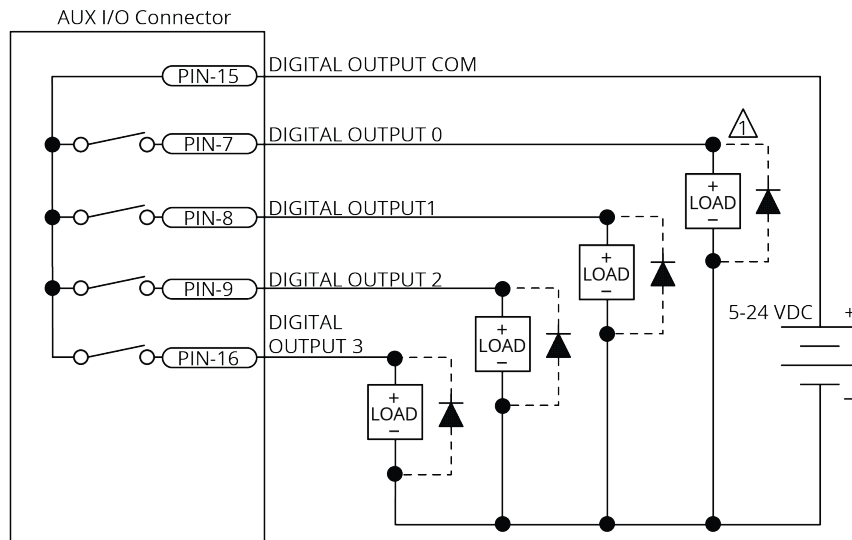 AUX I/O Connector
PIN-15
DIGITAL OUTPUT COM
PIN-7
DIGITAL OUTPUT 0
1
PIN-8
DIGITAL OUTPUT1
PIN-9
DIGITAL OUTPUT 2
PIN-16
DIGITAL
OUTPUT 3
+
LOAD
–
+
LOAD
–
+
LOAD
–
+
LOAD
–
5-24 VDC
+
–